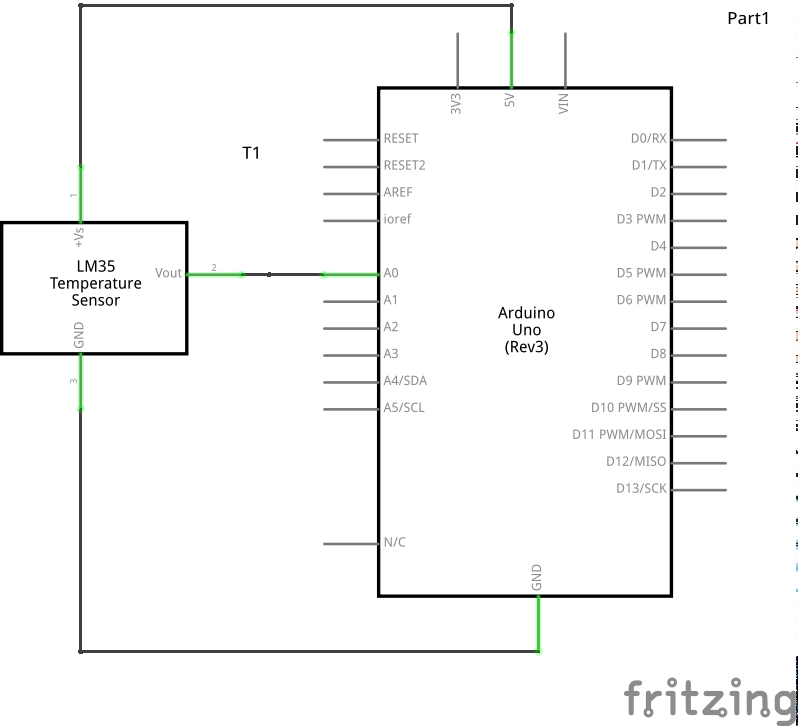 Part1
T1
3V3
5V
VIN
RESET
RESET2
AREF
ioref
A0
A1
A2
A3
A4/SDA
A5/SCL
N/C
D0/RX
D1/TX
D2
D3 PWM
D4
D5 PWM
D6 PWM
D7
D8
D9 PWM
D10 PWM/SS
D11 PWM/MOSI
D12/MISO
D13/SCK
Arduino
Uno
(Rev3)
GND
1
+Vs
LM35
Temperature
Sensor
Vout
2
GND
3
fritzing